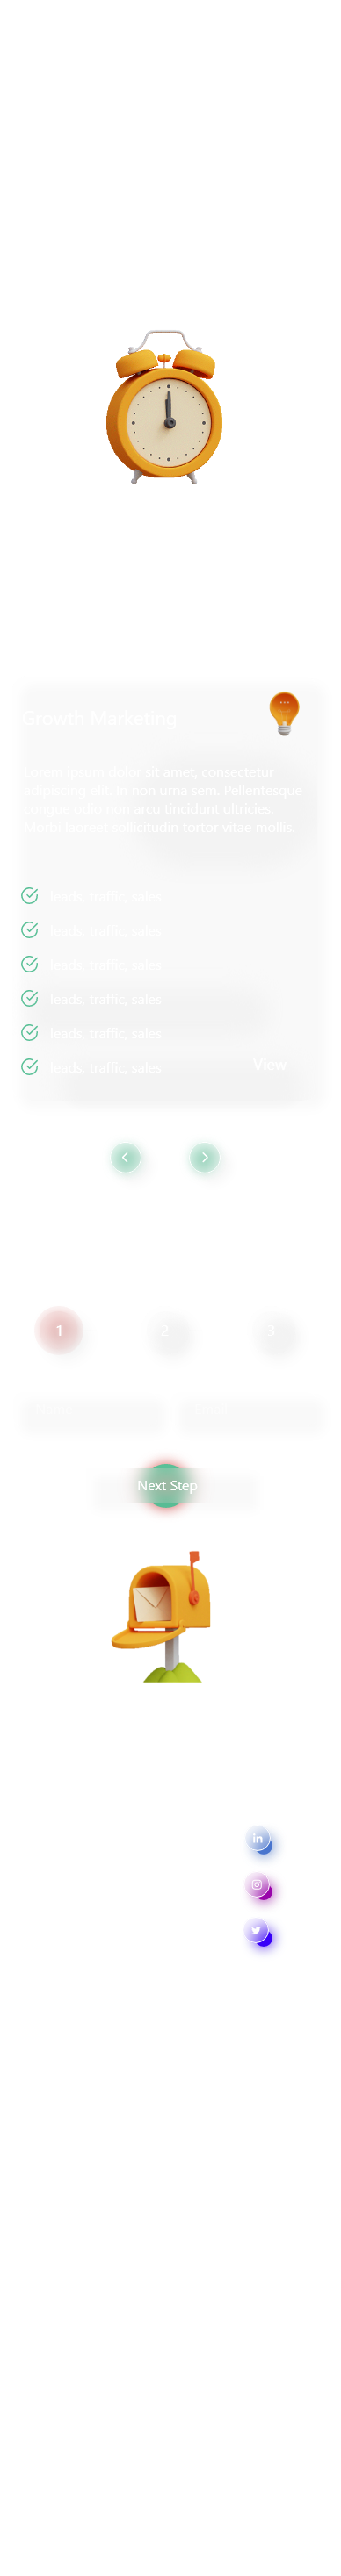 Growth Marketing
Lorem ipsum dolor sit amet, consectetur
adipiscing elit. In non urna sem. Pellentesque
congue odio non arcu tincidunt ultricies.
Morbi laoreet sollicitudin tortor vitae mollis.
leads, traffic, sales
leads, traffic, sales
leads, traffic, sales
leads, traffic, sales
leads, traffic, sales
leads, traffic, sales
View
1 2 3
Next Step
in